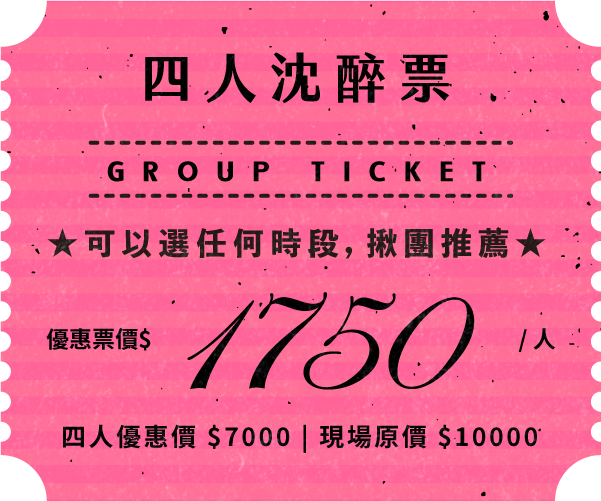 四人沈醉票
GROUP TICKET
★可以選任何時段，揪團推薦★
優惠票價$ 1750 /人
四人優惠價 $7000 | 現場原價 $10000